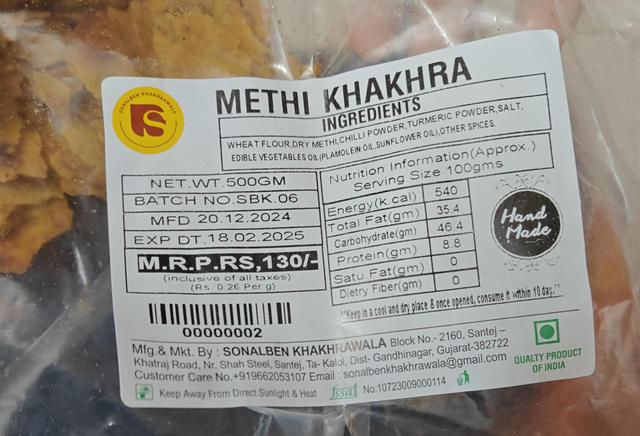 SONALBEN KHAKHRAWALA
S
METHI KHAKHRA
INGREDIENTS
WHEAT FLOUR,DRY METHI,CHILLI POWDER,TURMERIC POWDER,SALT,
EDIBLE VEGETABLES OIL(PLAMOLEIN OIL,SUNFLOWER OIL),OTHER SPICES.
NET.WT.500GM
BATCH NO.SBK.06
MFD 20.12.2024
EXP DT.18.02.2025
M.R.P.RS,130/-
(inclusive of all taxes)
(Rs. 0.26 Per g)
00000002
Nutrition Information(Approx.)
Serving Size 100gms
Energy(k.cal) 540
Total Fat(gm) 35.4
Carbohydrate(gm) 46.4
Protein(gm) 8.8
Satu.Fat(gm) 0
Dietry Fiber(gm) 0
Hand
Made
"Keep in a cool and dry place & once opened, consume it within 10 day."
Mfg.& Mkt. By : SONALBEN KHAKHRAWALA Block No.- 2160, Santej –
Khatraj Road, Nr. Shah Steel, Santej, Ta- Kalol, Dist- Gandhinagar, Gujarat-382722
Customer Care No.+919662053107 Email : sonalbenkhakhrawala@gmail.com
Keep Away From Direct Sunlight & Heat fssai No.10723009000114
QUALTY PRODUCT
OF INDIA